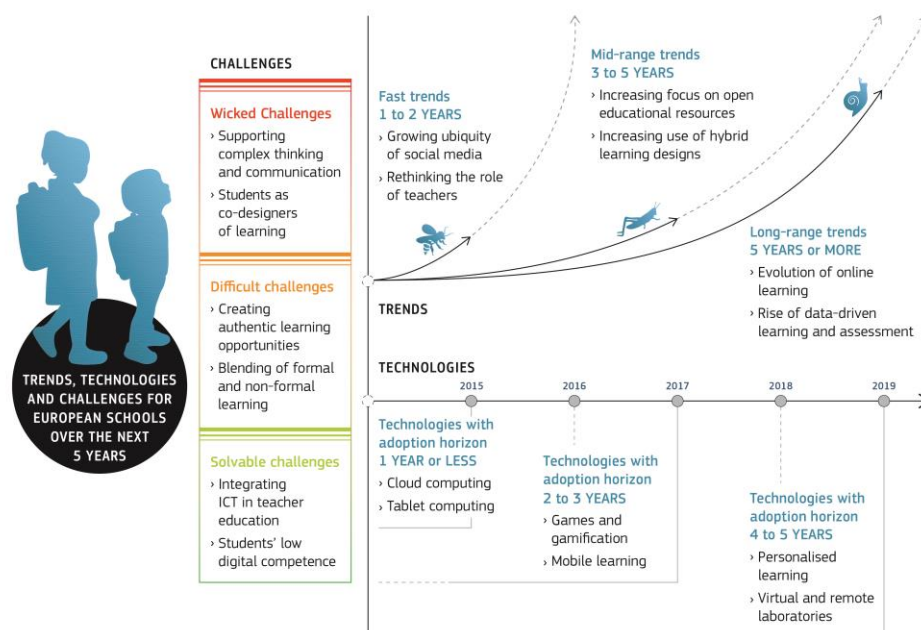 TRENDS, TECHNOLOGIES
AND CHALLENGES FOR
EUROPEAN SCHOOLS
OVER THE NEXT
5 YEARS
CHALLENGES
Wicked Challenges
› Supporting
complex thinking
and communication
› Students as
co-designers
of learning
Difficult challenges
› Creating
authentic learning
opportunities
› Blending of formal
and non-formal
learning
Solvable challenges
› Integrating
ICT in teacher
education
› Students' low
digital competence
Fast trends
1 to 2 YEARS
› Growing ubiquity
of social media
› Rethinking the role
of teachers
Mid-range trends
3 to 5 YEARS
› Increasing focus on open
educational resources
› Increasing use of hybrid
learning designs
Long-range trends
5 YEARS or MORE
› Evolution of online
learning
› Rise of data-driven
learning and assessment
TRENDS
TECHNOLOGIES
2015
2016
2017
2018
2019
Technologies with
adoption horizon
1 YEAR or LESS
› Cloud computing
› Tablet computing
Technologies with
adoption horizon
2 to 3 YEARS
› Games and
gamification
› Mobile learning
Technologies with
adoption horizon
4 to 5 YEARS
› Personalised
learning
› Virtual and remote
laboratories